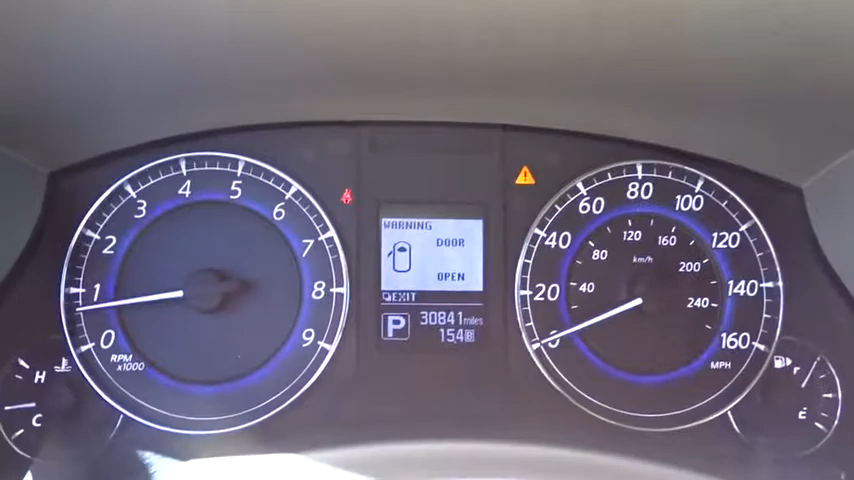 0 1 2 3 4 5 6 7 8 9
RPM
x1000
H
C
WARNING
DOOR
OPEN
EXIT
P
30841 miles
154 B
0 20 40 60 80 100 120 140 160
MPH
km/h
40 80 120 160 200 240
F
E